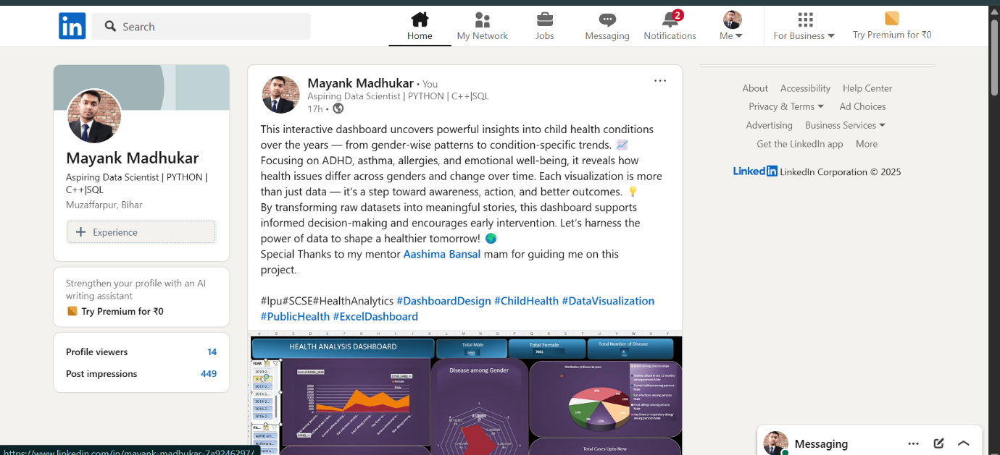 in
Search
Home
My Network
Jobs
Messaging
2
Notifications
Me
For Business
Try Premium for ₹0
Mayank Madhukar
Aspiring Data Scientist | PYTHON |
C++|SQL
Muzaffarpur, Bihar
+ Experience
Strengthen your profile with an AI
writing assistant
Try Premium for ₹0
Profile viewers 14
Post impressions 449
Mayank Madhukar • You
Aspiring Data Scientist | PYTHON | C++|SQL
17h •
This interactive dashboard uncovers powerful insights into child health conditions
over the years — from gender-wise patterns to condition-specific trends. 📈
Focusing on ADHD, asthma, allergies, and emotional well-being, it reveals how
health issues differ across genders and change over time. Each visualization is more
than just data — it's a step toward awareness, action, and better outcomes. 💡
By transforming raw datasets into meaningful stories, this dashboard supports
informed decision-making and encourages early intervention. Let's harness the
power of data to shape a healthier tomorrow! 🌍
Special Thanks to my mentor Aashima Bansal mam for guiding me on this
project.
#lpu#SCSE#HealthAnalytics #DashboardDesign #ChildHealth #DataVisualization
#PublicHealth #ExcelDashboard
HEALTH ANALYSIS DASHBOARD
Total Male
Total Female
7051
Total Number of Disease
YEAR
Disease among Gender
Distribution of disease by years
Female
Male
Total Cases Upto Now
About Accessibility Help Center
Privacy & Terms Ad Choices
Advertising Business Services
Get the LinkedIn app More
LinkedIn LinkedIn Corporation © 2025
Messaging
https://www.linkedin.com/in/mayank-madhukar-7a9246297/